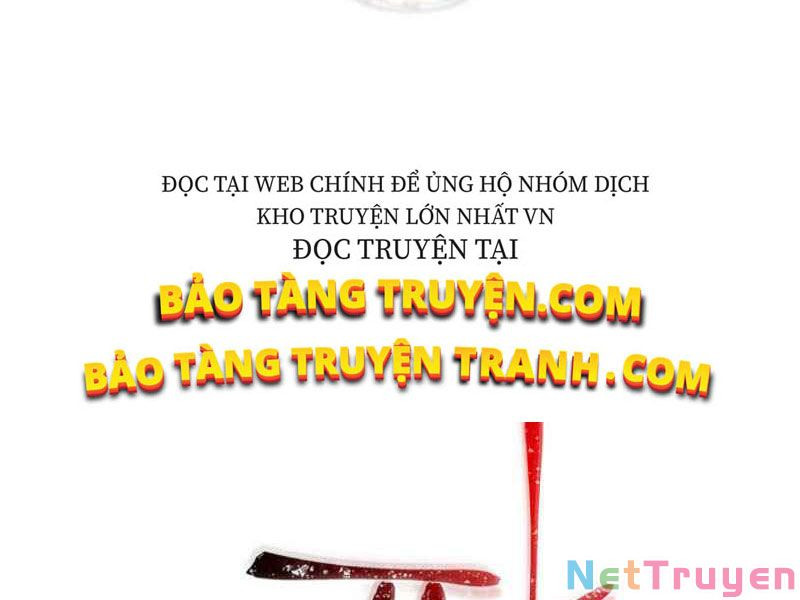 ĐỌC TẠI WEB CHÍNH ĐỂ ỦNG HỘ NHÓM DỊCH
KHO TRUYỆN LỚN NHẤT VN
ĐỌC TRUYỆN TẠI
BẢO TÀNG TRUYỆN.COM
BẢO TÀNG TRUYỆN TRANH.COM
NetTruyen